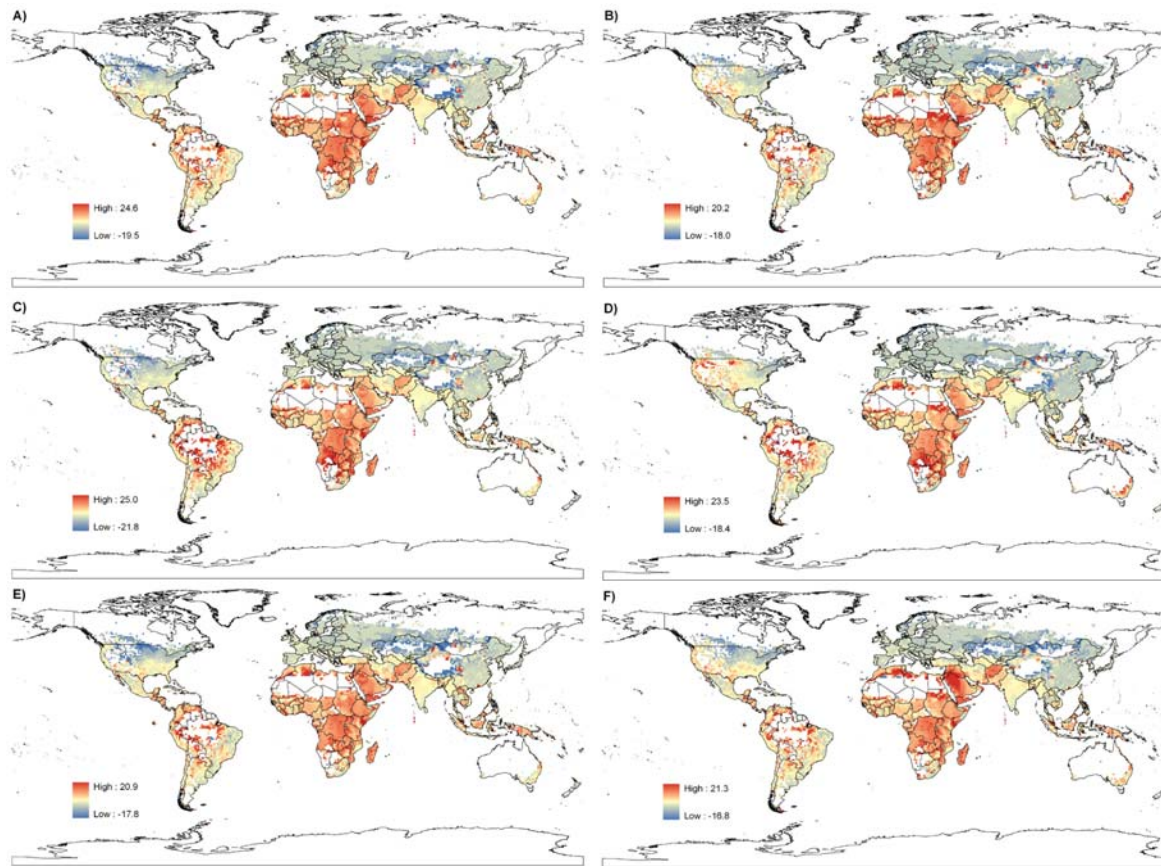 A)
B)
High : 24.6
Low : -19.5
High : 20.2
Low : -18.0
C)
D)
High : 25.0
Low : -21.8
High : 23.5
Low : -18.4
E)
F)
High : 20.9
Low : -17.8
High : 21.3
Low : -16.8